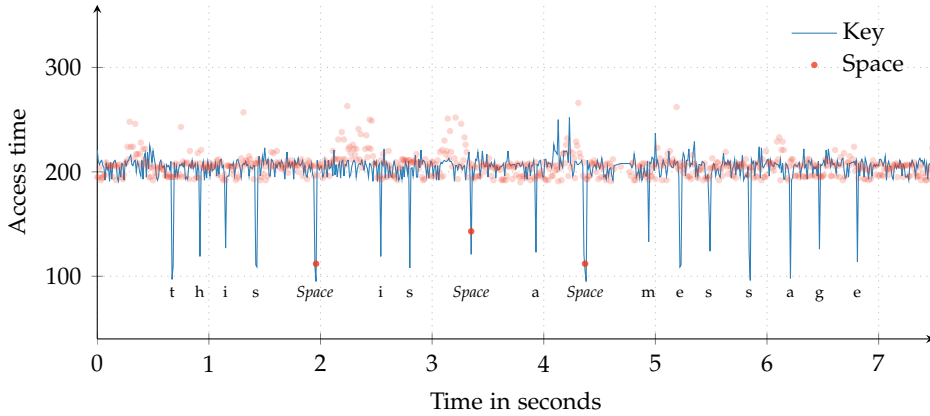 Key
Space
300
200
100
Access time
t h i s Space i s Space a Space m e s s a g e
0 1 2 3 4 5 6 7
Time in seconds